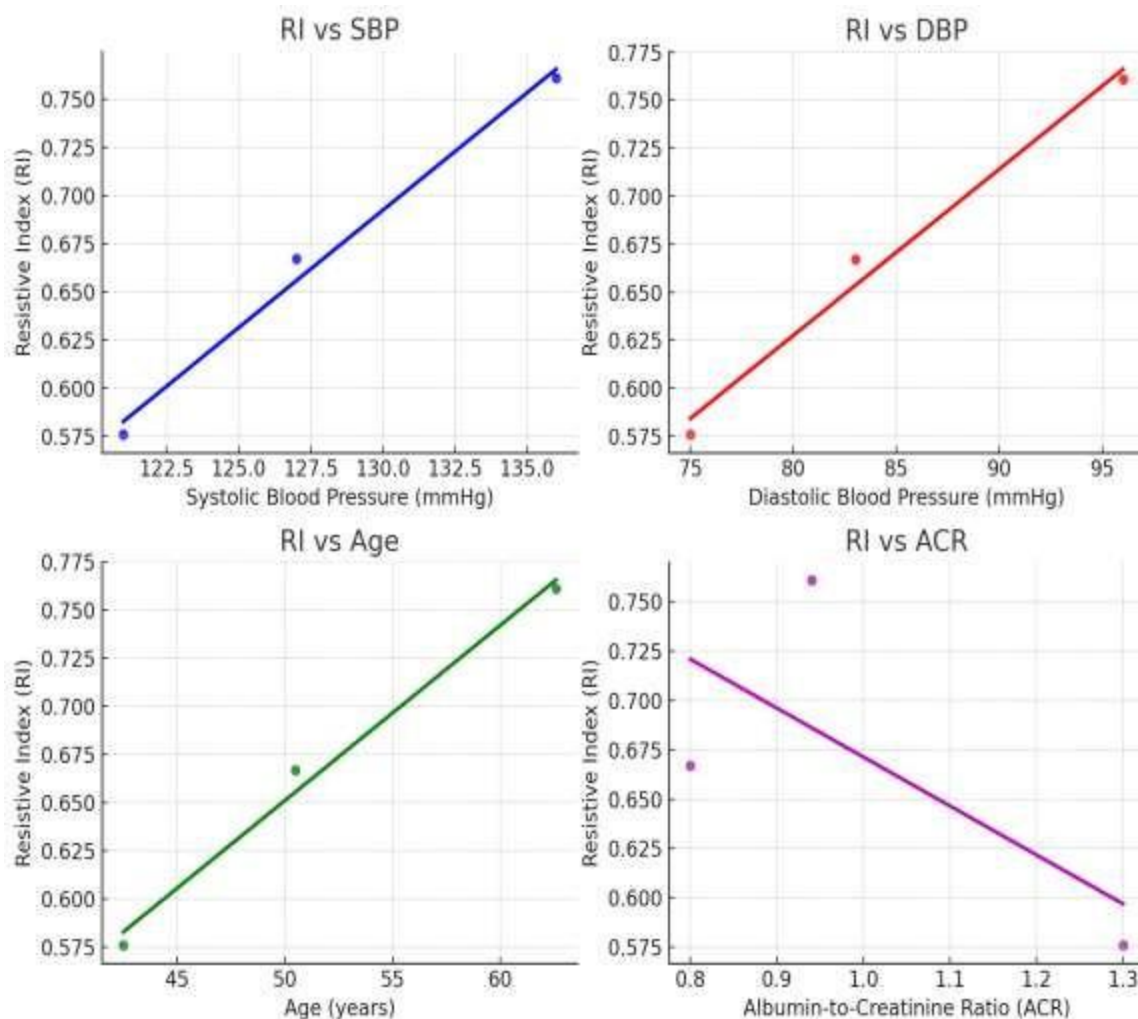 RI vs SBP
Resistive Index (RI)
0.750
0.725
0.700
0.675
0.650
0.625
0.600
0.575
122.5 125.0 127.5 130.0 132.5 135.0
Systolic Blood Pressure (mmHg)
RI vs DBP
Resistive Index (RI)
0.775
0.750
0.725
0.700
0.675
0.650
0.625
0.600
0.575
75 80 85 90 95
Diastolic Blood Pressure (mmHg)
RI vs Age
Resistive Index (RI)
0.775
0.750
0.725
0.700
0.675
0.650
0.625
0.600
0.575
45 50 55 60
Age (years)
RI vs ACR
Resistive Index (RI)
0.750
0.725
0.700
0.675
0.650
0.625
0.600
0.575
0.8 0.9 1.0 1.1 1.2 1.3
Albumin-to-Creatinine Ratio (ACR)